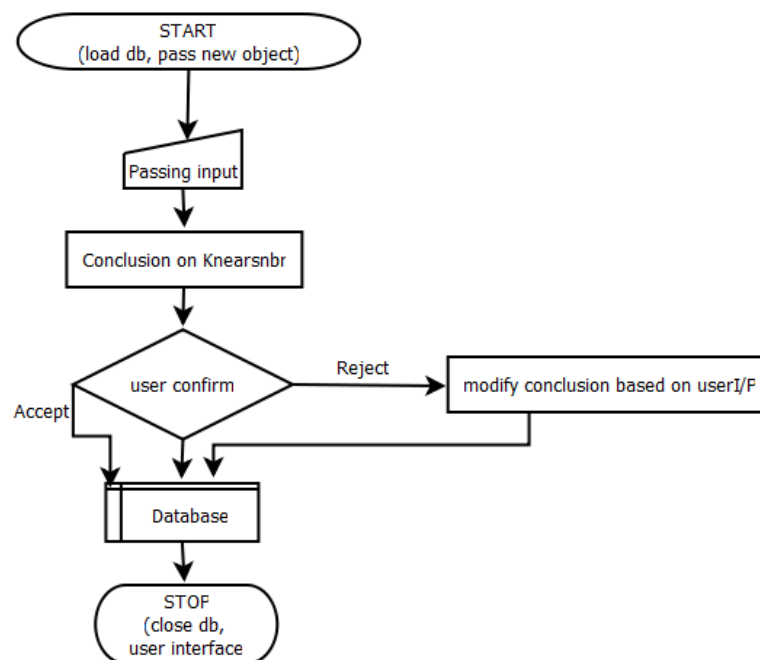 START
(load db, pass new object)
Passing input
Conclusion on Knearsnbr
user confirm
Reject
modify conclusion based on userI/F
Accept
Database
STOP
(close db,
user interface